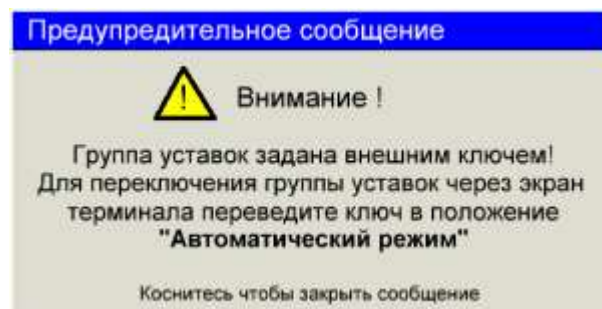 Предупредительное сообщение
Внимание !
Группа уставок задана внешним ключем!
Для переключения группы уставок через экран
терминала переведите ключ в положение
"Автоматический режим"
Коснитесь чтобы закрыть сообщение